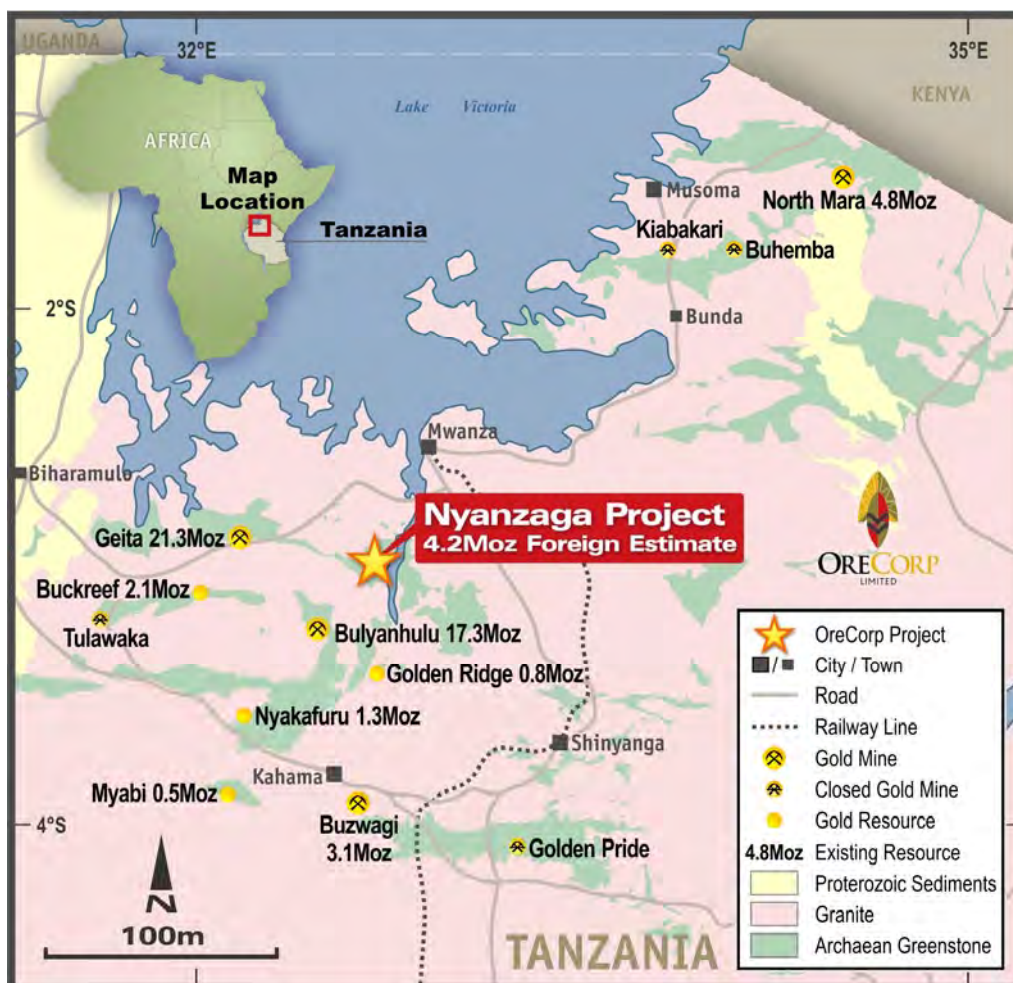 UGANDA
32°E
35°E
KENYA
Lake Victoria
AFRICA
Map
Location
Tanzania
Musoma
North Mara 4.8Moz
Kiabakari
Buhemba
2°S
Bunda
Mwanza
Biharamulo
Nyanzaga Project
4.2Moz Foreign Estimate
Geita 21.3Moz
ORECORP
LIMITED
Buckreef 2.1Moz
Tulawaka
Bulyanhulu 17.3Moz
Golden Ridge 0.8Moz
Nyakafuru 1.3Moz
Shinyanga
Kahama
Myabi 0.5Moz
Buzwagi
3.1Moz
4°S
Golden Pride
N
100m
TANZANIA
OreCorp Project
/ City / Town
Road
Railway Line
Gold Mine
Closed Gold Mine
Gold Resource
4.8Moz Existing Resource
Proterozoic Sediments
Granite
Archaean Greenstone